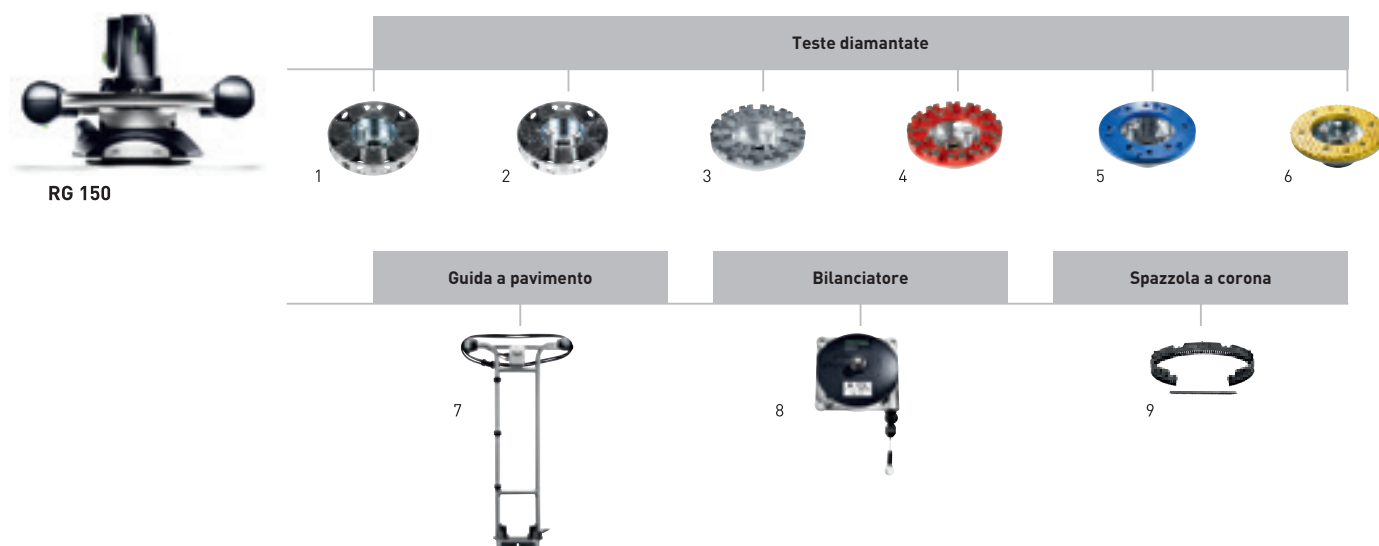 Teste diamantate
1
2
3
4
5
6
RG 150
Guida a pavimento
Bilanciatore
Spazzola a corona
7
8
9